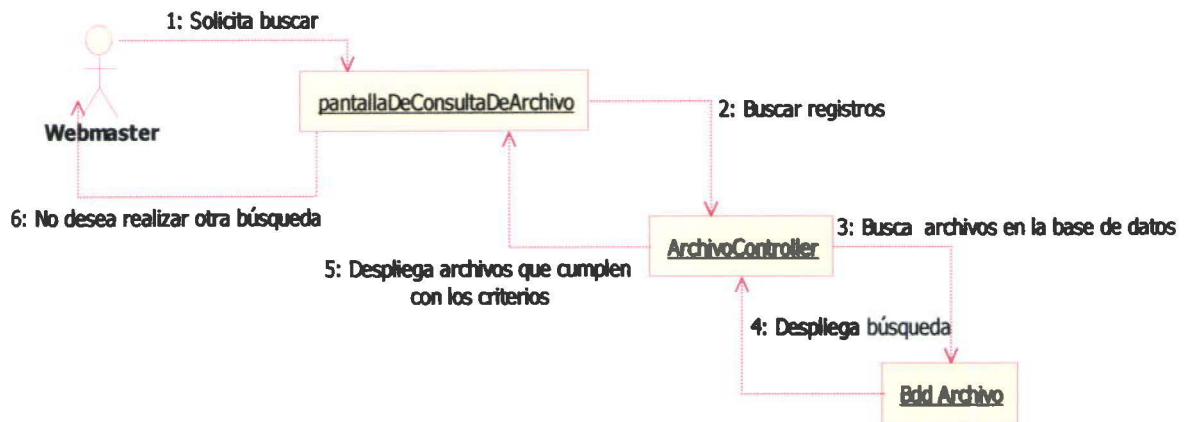 1: Solicita buscar
pantallaDeConsultaDeArchivo
2: Buscar registros
Webmaster
6: No desea realizar otra búsqueda
ArchivoController
3: Busca archivos en la base de datos
5: Despliega archivos que cumplen
con los criterios
4: Despliega búsqueda
Bdd Archivo